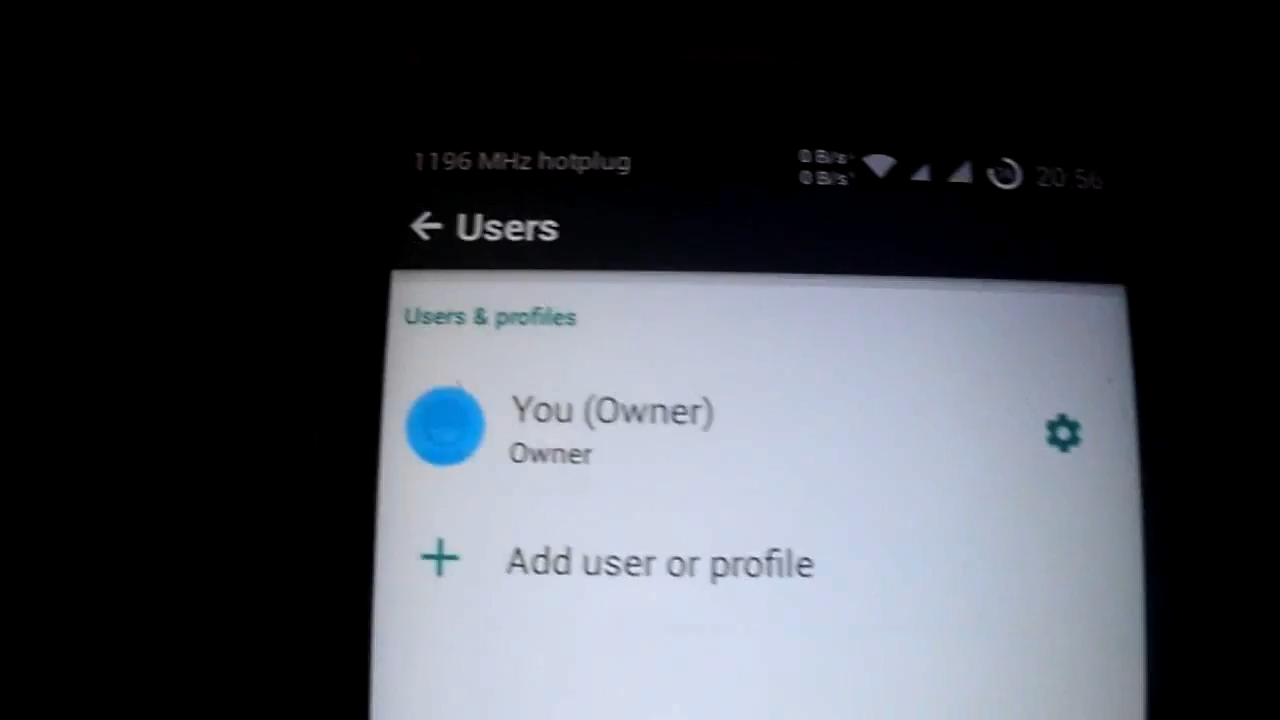 1196 MHz hotplug
0 B/s
0 B/s
20:56
Users
Users & profiles
You (Owner)
Owner
Add user or profile